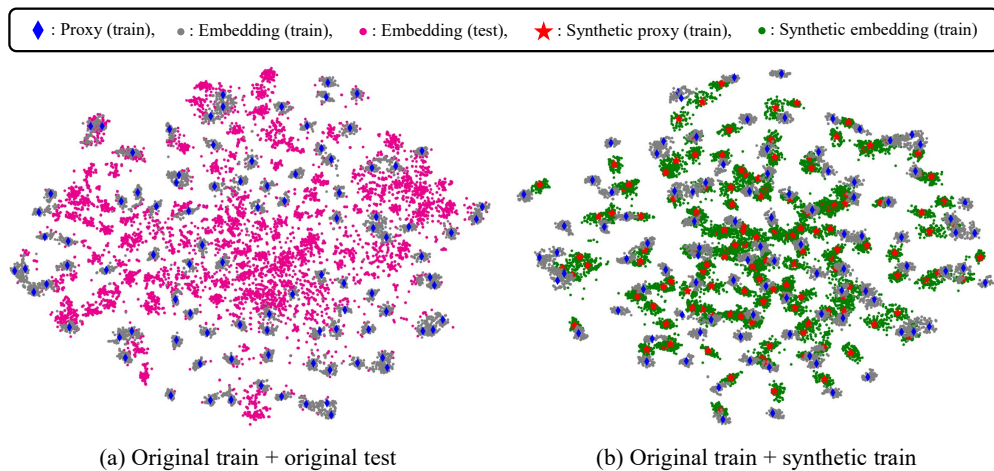 : Proxy (train), : Embedding (train), : Embedding (test), : Synthetic proxy (train), : Synthetic embedding (train)
(a) Original train + original test
(b) Original train + synthetic train